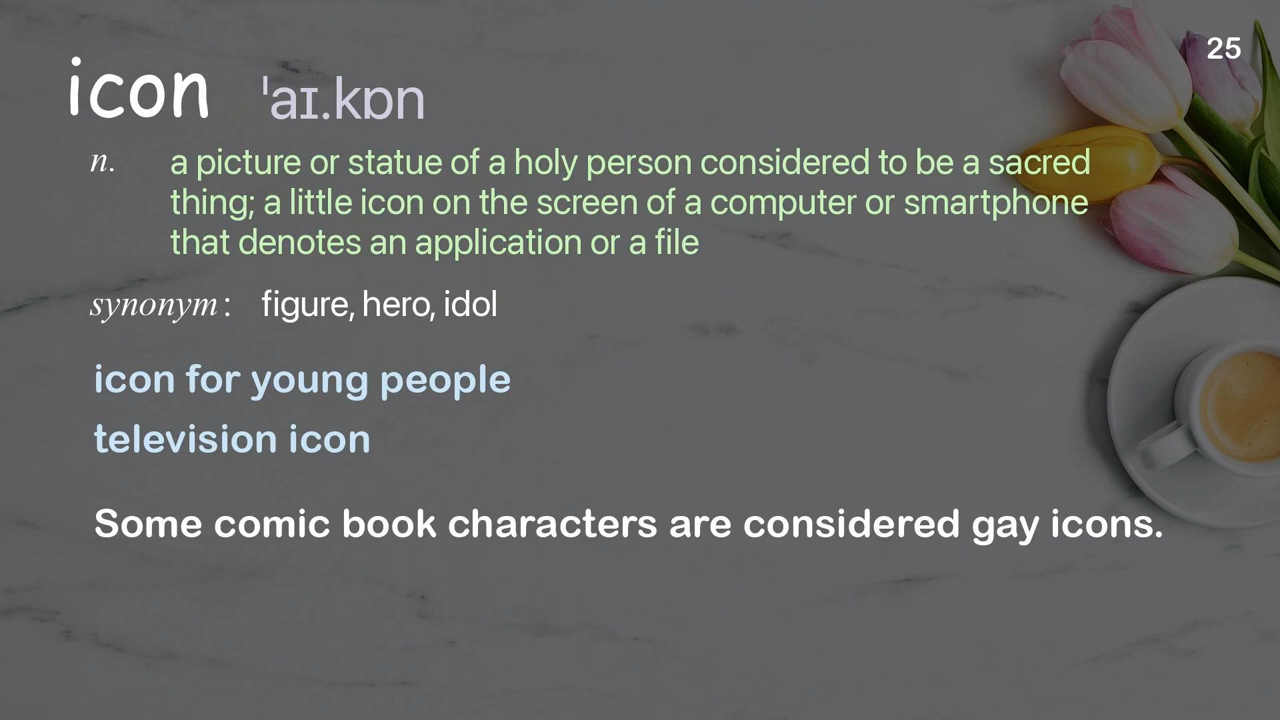 25
icon ˈaɪ.kɒn
n. a picture or statue of a holy person considered to be a sacred
thing; a little icon on the screen of a computer or smartphone
that denotes an application or a file
synonym: figure, hero, idol
icon for young people
television icon
Some comic book characters are considered gay icons.